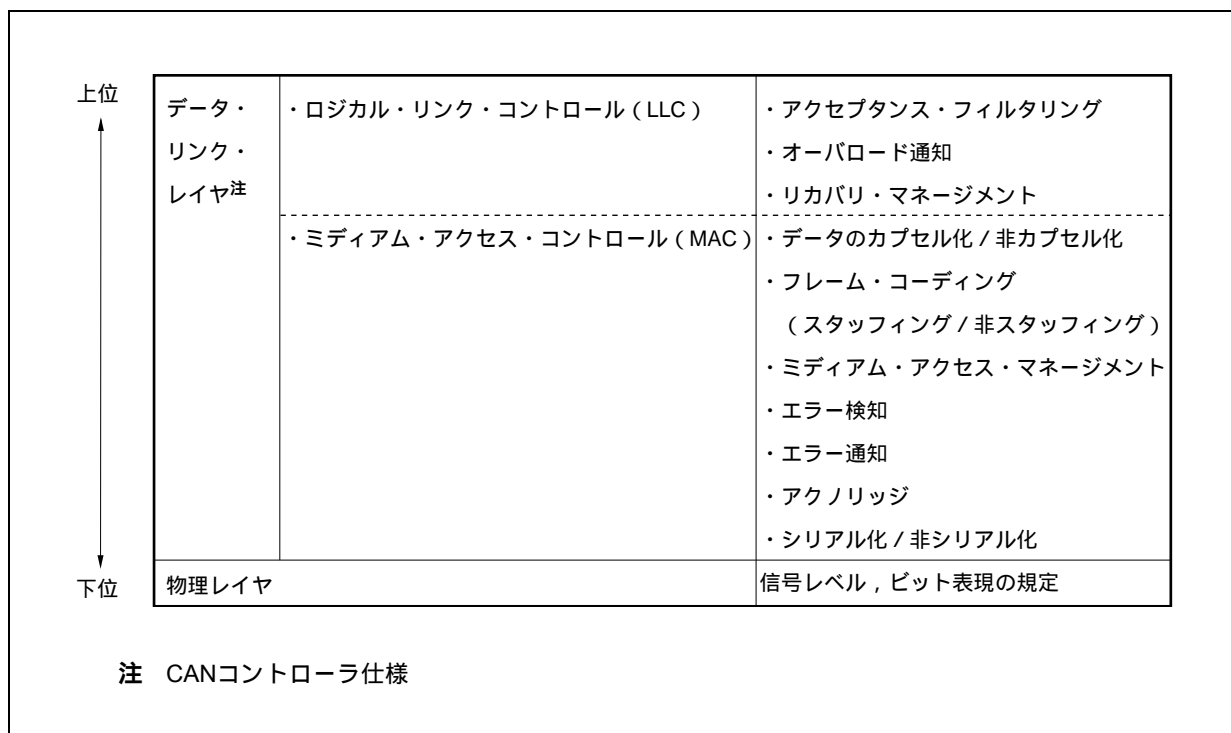 上位
データ・
リンク・
レイヤ注
・ロジカル・リンク・コントロール（LLC）
・アクセプタンス・フィルタリング
・オーバロード通知
・リカバリ・マネージメント
・ミディアム・アクセス・コントロール（MAC）
・データのカプセル化／非カプセル化
・フレーム・コーディング
（スタッフィング／非スタッフィング）
・ミディアム・アクセス・マネージメント
・エラー検知
・エラー通知
・アクノリッジ
・シリアル化／非シリアル化
下位
物理レイヤ
信号レベル，ビット表現の規定
注 CANコントローラ仕様